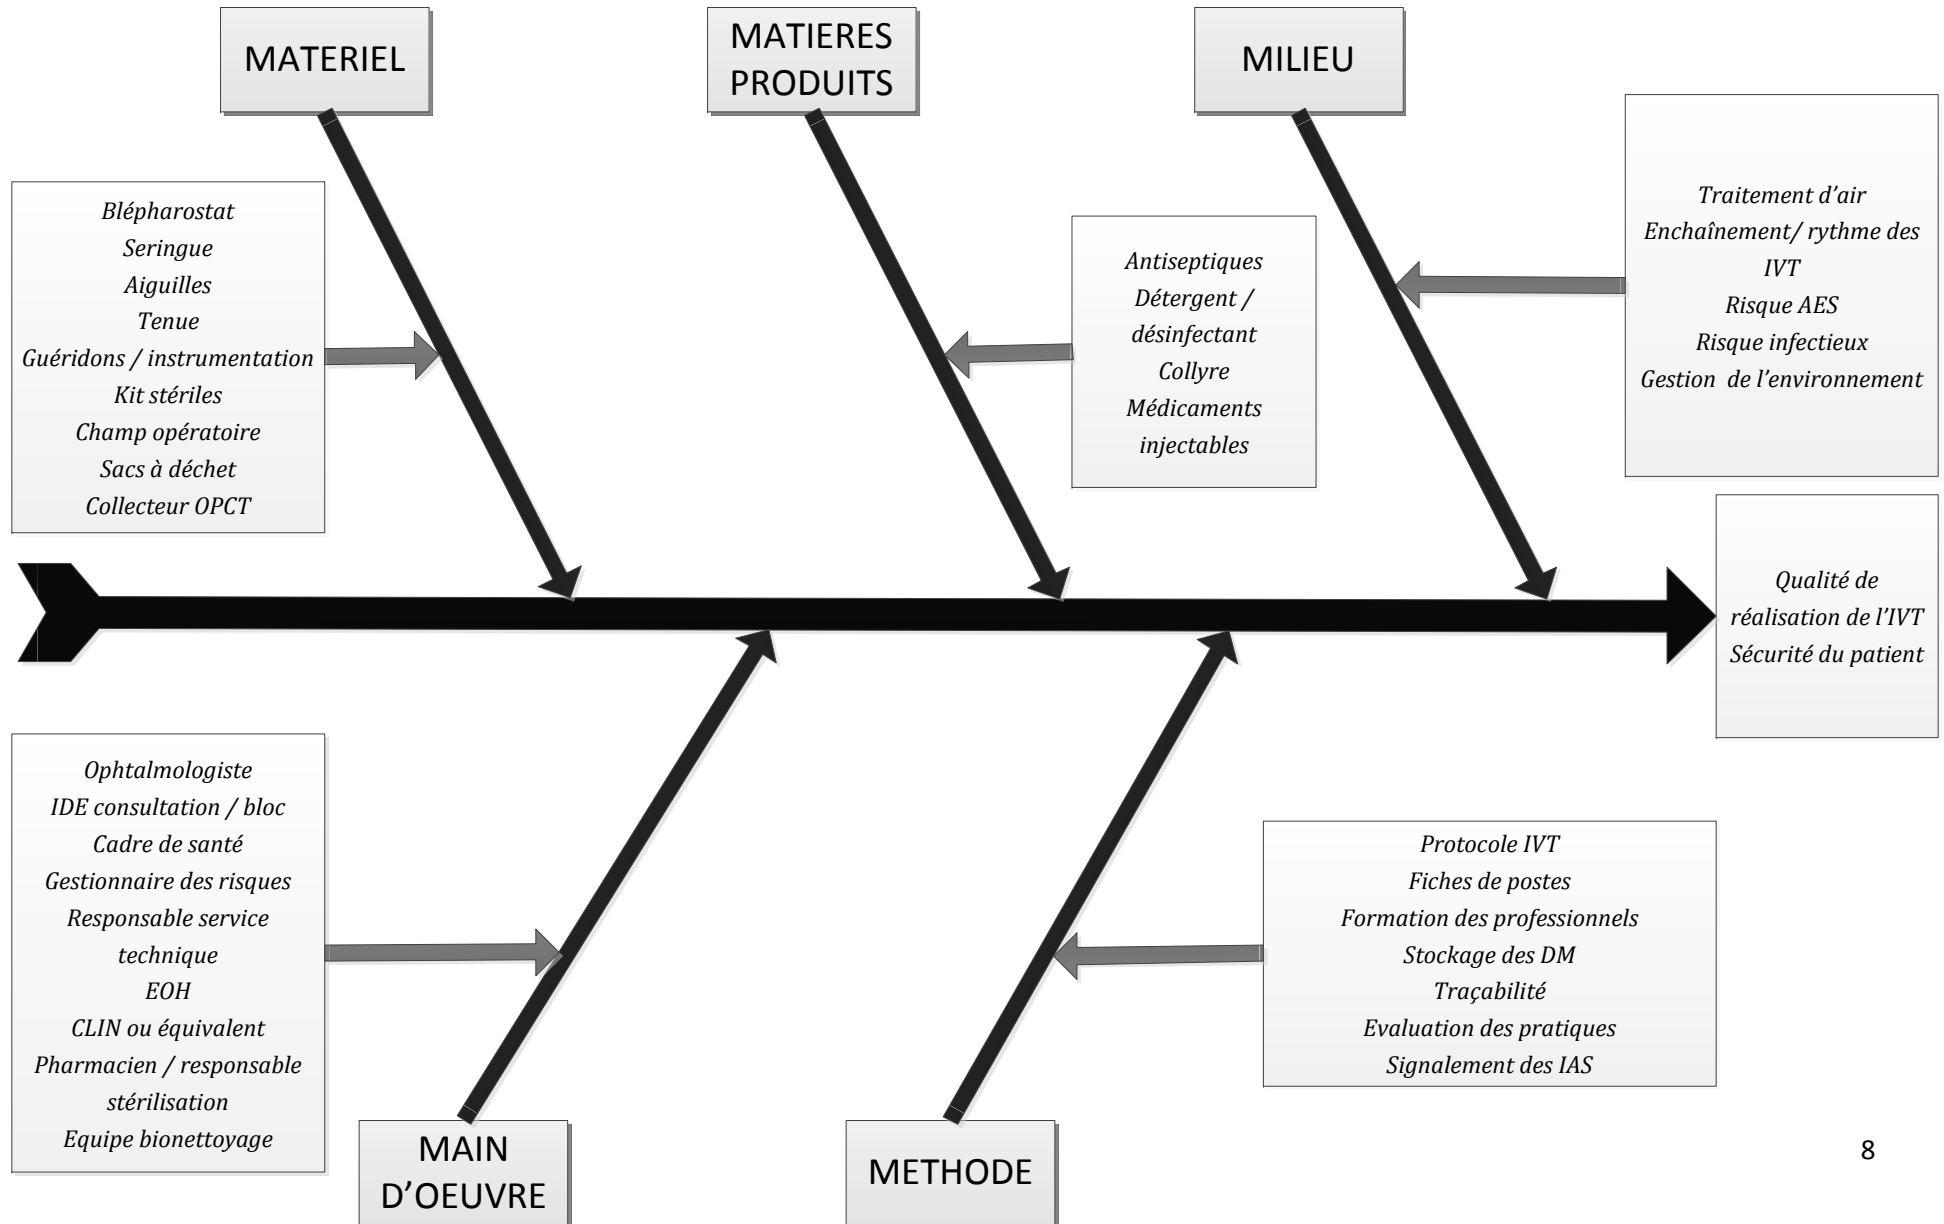 MATERIEL
MATIERES
PRODUITS
MILIEU
Blépharostat
Seringue
Aiguilles
Tenue
Guéridons / instrumentation
Kit stériles
Champ opératoire
Sacs à déchet
Collecteur OPCT
Antiseptiques
Détergent /
désinfectant
Collyre
Médicaments
injectables
Traitement d’air
Enchaînement/ rythme des
IVT
Risque AES
Risque infectieux
Gestion de l’environnement
Qualité de
réalisation de l’IVT
Sécurité du patient
Ophtalmologiste
IDE consultation / bloc
Cadre de santé
Gestionnaire des risques
Responsable service
technique
EOH
CLIN ou équivalent
Pharmacien / responsable
stérilisation
Equipe bionettoyage
Protocole IVT
Fiches de postes
Formation des professionnels
Stockage des DM
Traçabilité
Evaluation des pratiques
Signalement des IAS
MAIN
D’OEUVRE
METHODE
8